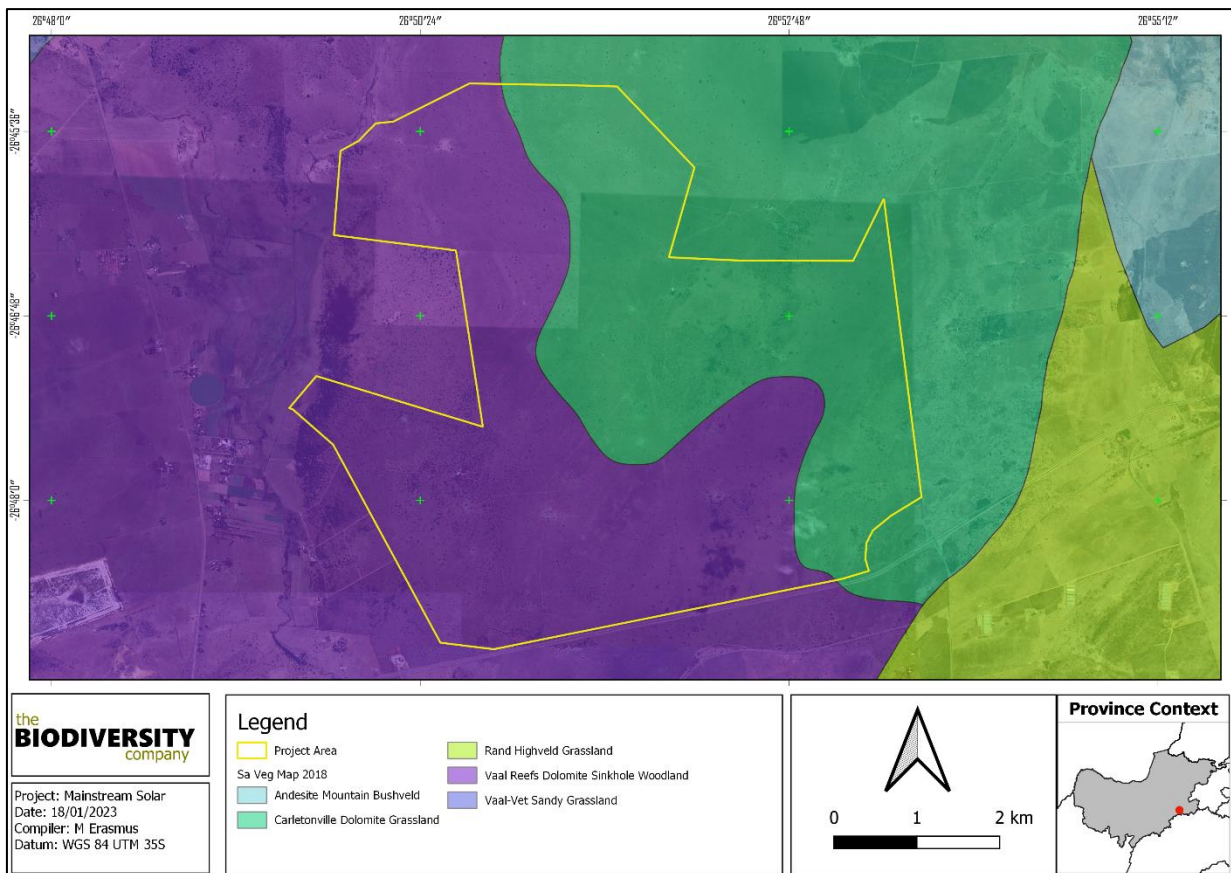 26°48'0"
26°50'24"
26°52'48"
26°55'12"
-26°45'36"
-26°46'48"
-26°48'0"
the
BIODIVERSITY
company
Project: Mainstream Solar
Date: 18/01/2023
Compiler: M Erasmus
Datum: WGS 84 UTM 35S
Legend
Project Area
Sa Veg Map 2018
Andesite Mountain Bushveld
Carletonville Dolomite Grassland
Rand Highveld Grassland
Vaal Reefs Dolomite Sinkhole Woodland
Vaal-Vet Sandy Grassland
0 1 2 km
Province Context